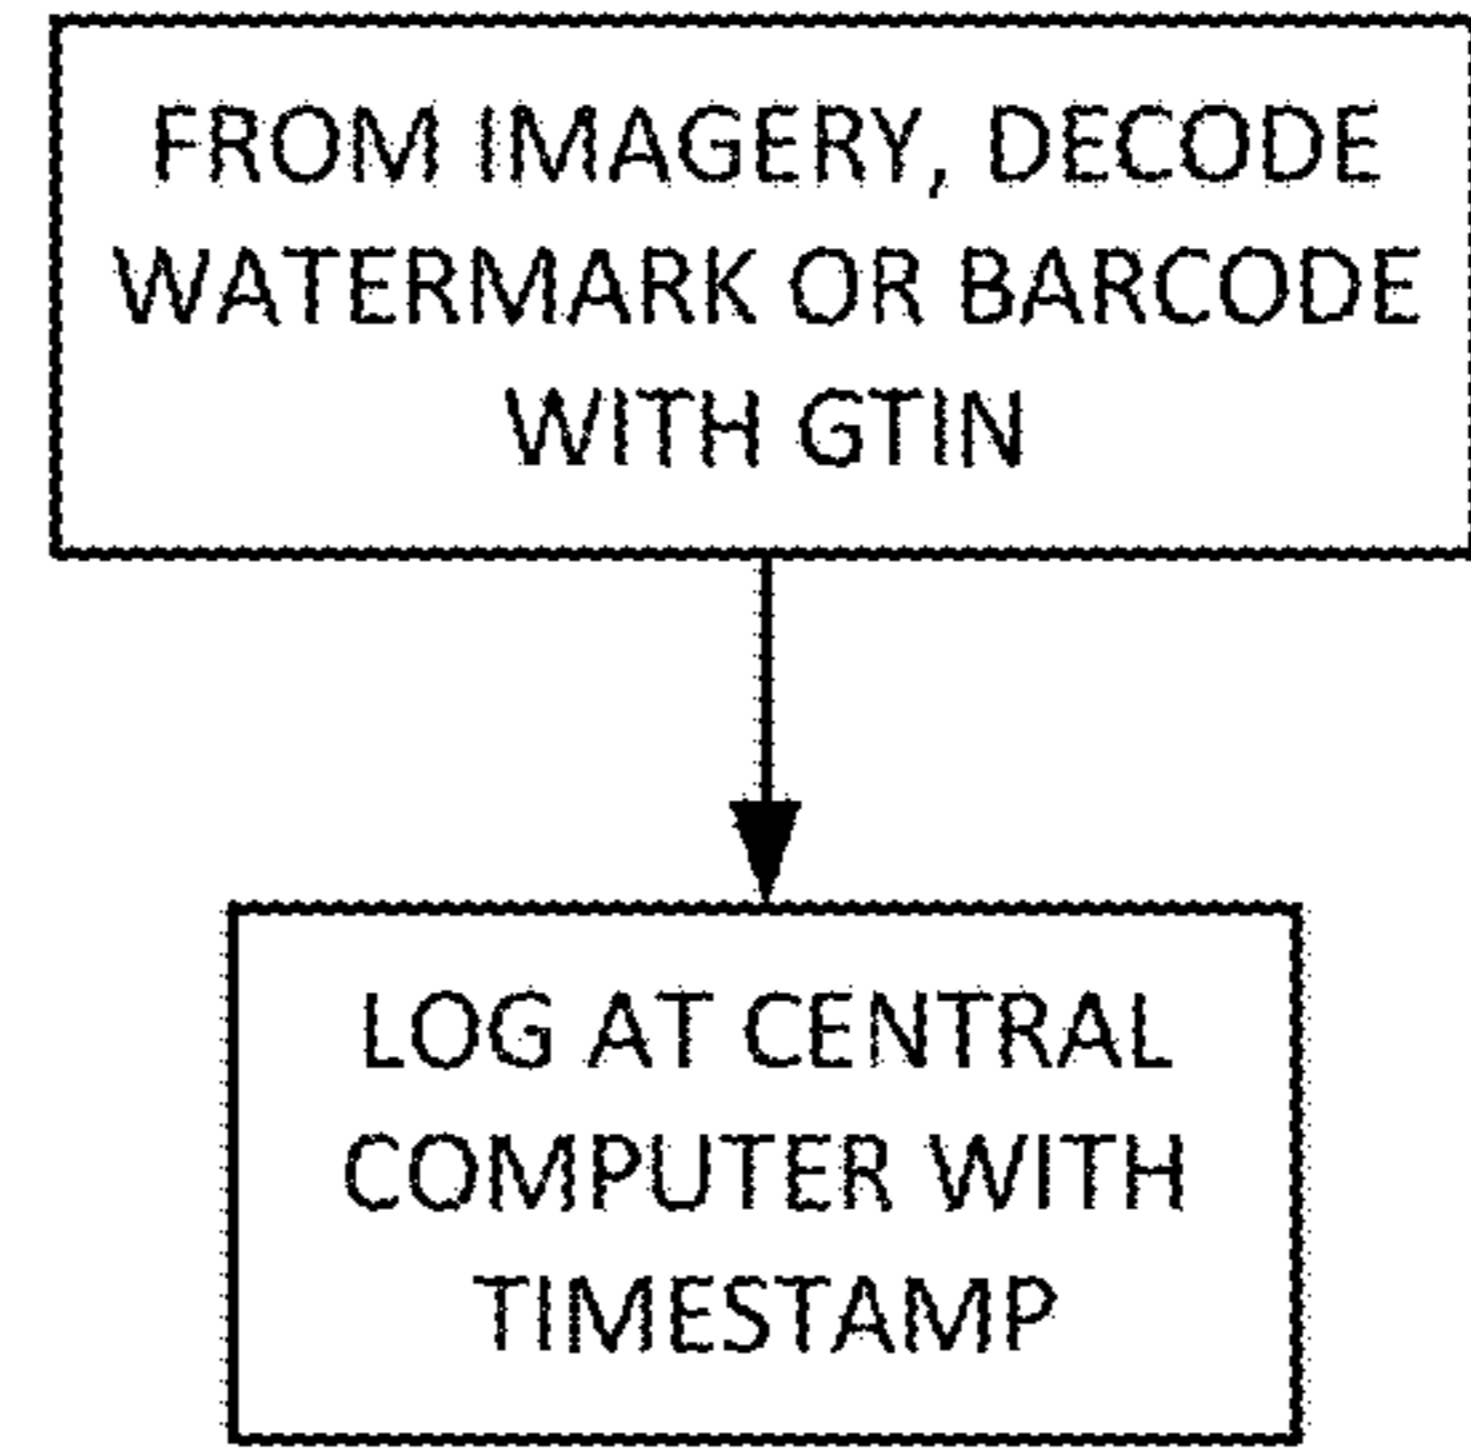 FROM IMAGERY, DECODE
WATERMARK OR BARCODE
WITH GTIN
LOG AT CENTRAL
COMPUTER WITH
TIMESTAMP